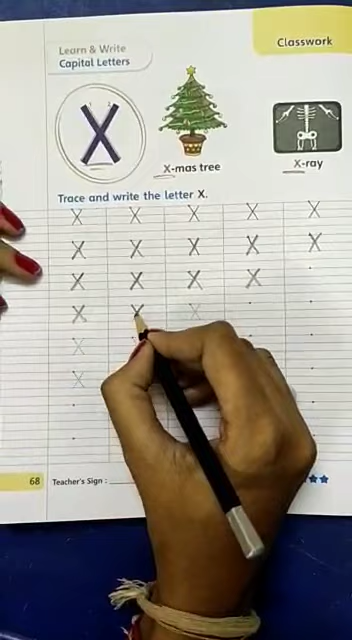 Classwork
Learn & Write
Capital Letters
X
X-mas tree
X-ray
Trace and write the letter X.
X X X X X
X X X X X
X X X X
X X X
X
X
68 Teacher's Sign :